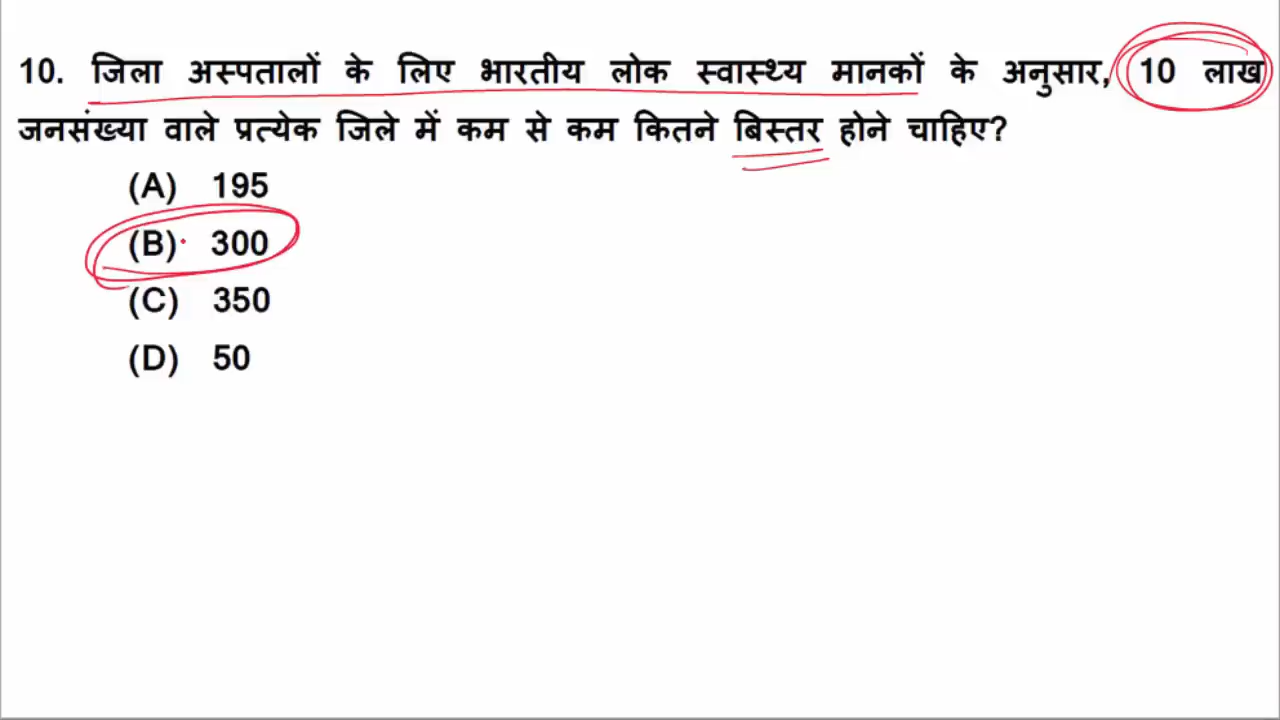 10. जिला अस्पतालों के लिए भारतीय लोक स्वास्थ्य मानकों के अनुसार, 10 लाख
जनसंख्या वाले प्रत्येक जिले में कम से कम कितने बिस्तर होने चाहिए?
(A) 195
(B) 300
(C) 350
(D) 50